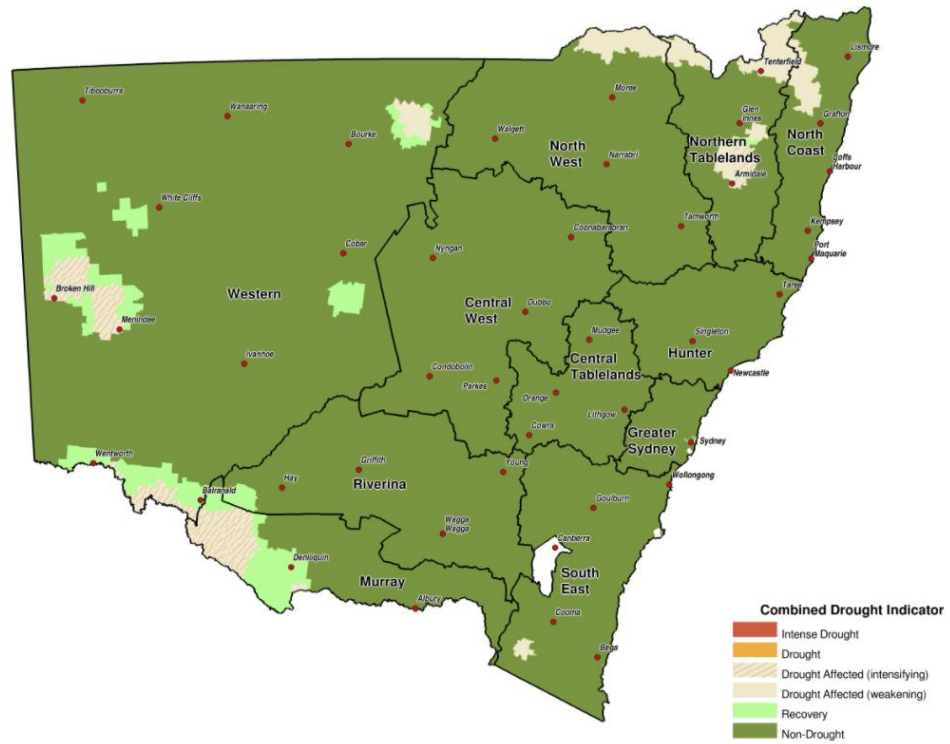 Lismore
Tenterfield
Tibooburra
Moree
Wanaaring
Glen
Innes
Grafton
Bourke
Walgett
North
West
Northern
Tablelands
North
Coast
Narrabri
Coffs
Harbour
Armidale
White Cliffs
Tamworth
Kempsey
Coonabarabran
Port
Maquarie
Cobar
Nyngan
Broken Hill
Western
Taree
Central
West
Dubbo
Menindee
Mudgee
Singleton
Hunter
Ivanhoe
Central
Tablelands
Condobolin
Parkes
Newcastle
Orange
Lithgow
Cowra
Greater
Sydney
Sydney
Wentworth
Griffith
Young
Hay
Riverina
Wollongong
Balranald
Goulburn
Wagga
Wagga
Canberra
Deniliquin
Murray
South
East
Albury
Cooma
Bega
Combined Drought Indicator
Intense Drought
Drought
Drought Affected (intensifying)
Drought Affected (weakening)
Recovery
Non-Drought